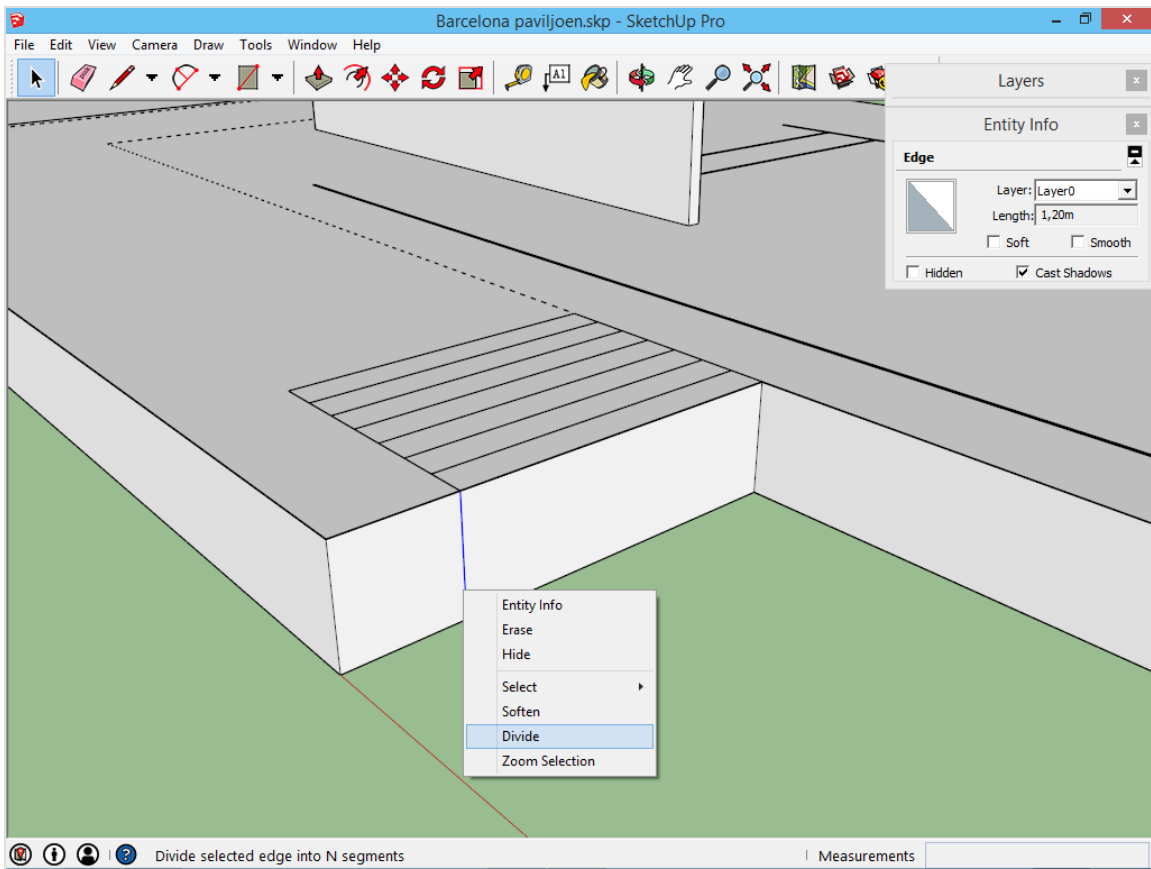 Barcelona paviljoen.skp - SketchUp Pro
File Edit View Camera Draw Tools Window Help
A1
Layers
Entity Info
Edge
Layer: Layer0
Length: 1,20m
Soft Smooth
Hidden Cast Shadows
Entity Info
Erase
Hide
Select
Soften
Divide
Zoom Selection
Divide selected edge into N segments
Measurements